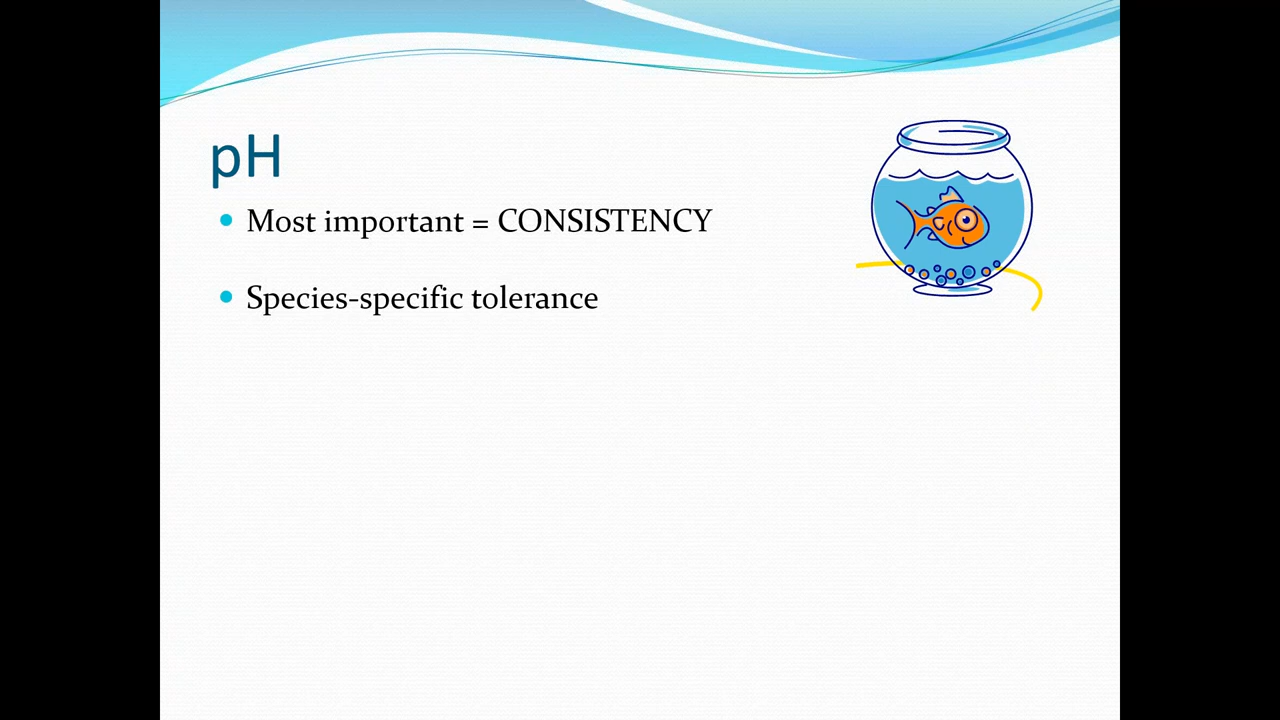 pH
Most important = CONSISTENCY
Species-specific tolerance